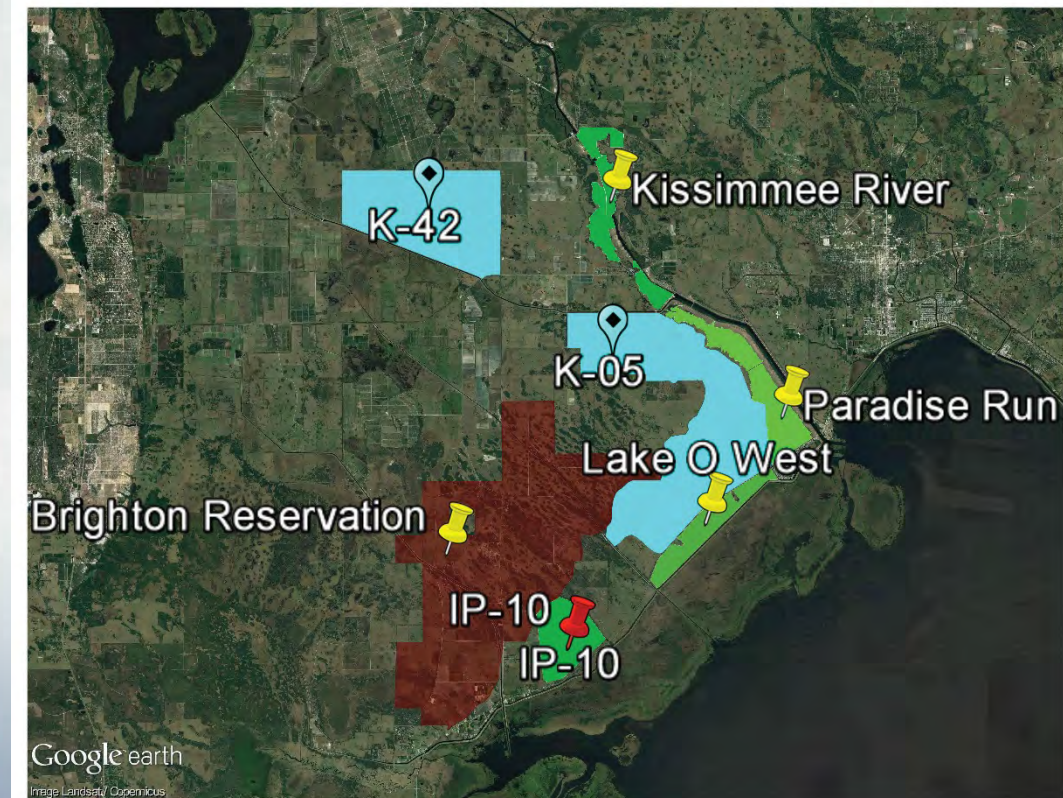 Kissimmee River
K-42
K-05
Paradise Run
Lake O West
Brighton Reservation
IP-10
IP-10
Google earth
Image Landsat / Copernicus